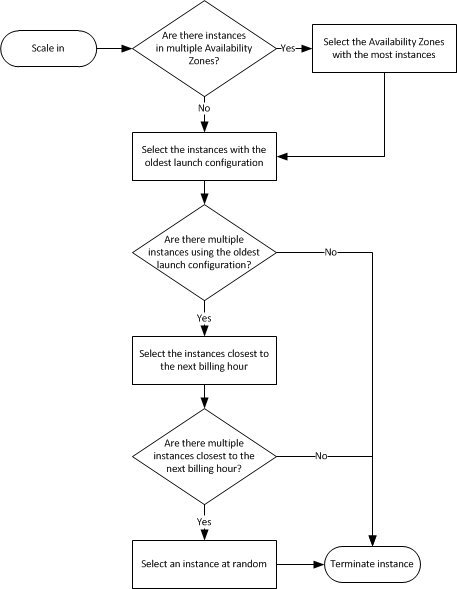 Scale in
Are there instances
in multiple Availability
Zones?
Yes
Select the Availability Zones
with the most instances
No
Select the instances with the
oldest launch configuration
Are there multiple
instances using the oldest
launch configuration?
No
Yes
Select the instances closest to
the next billing hour
Are there multiple
instances closest to the
next billing hour?
No
Yes
Select an instance at random
Terminate instance